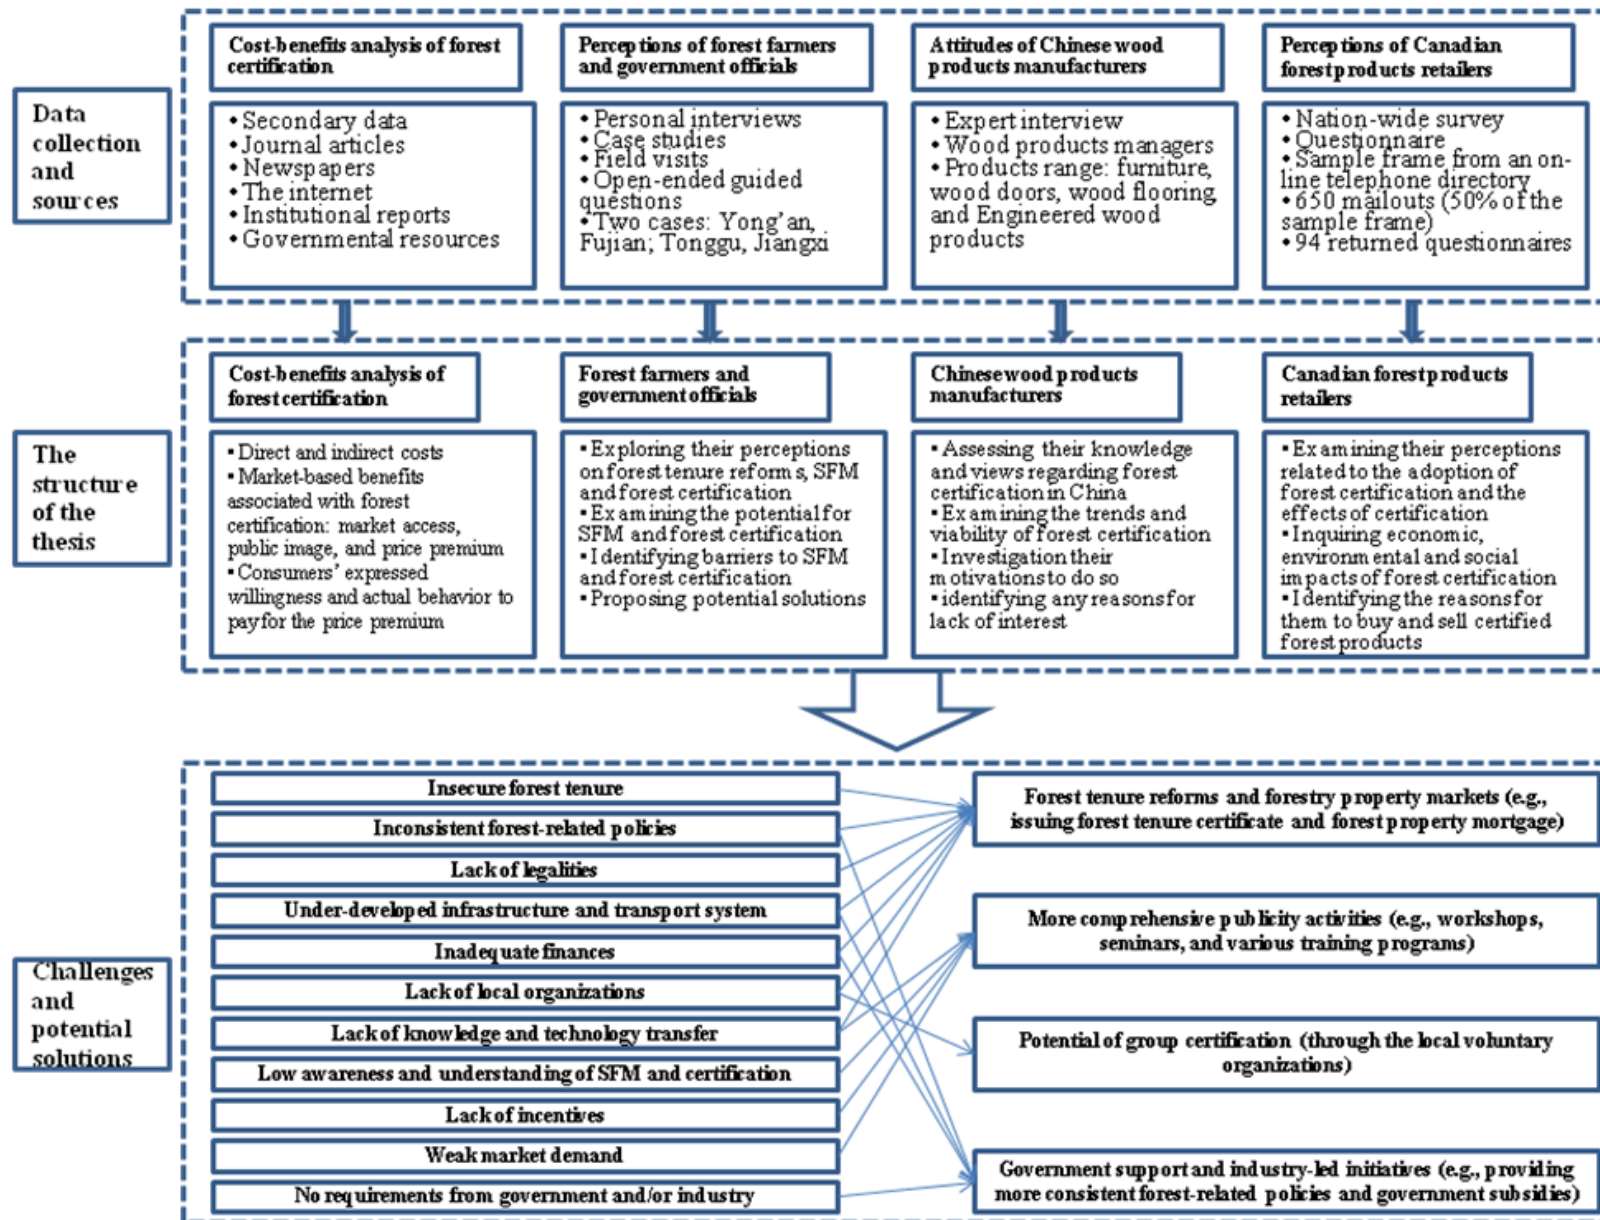 Data
collection
and
sources
Cost-benefits analysis of forest
certification
• Secondary data
• Journal articles
• Newspapers
• The internet
• Institutional reports
• Governmental resources
Perceptions of forest farmers
and government officials
• Personal interviews
• Case studies
• Field visits
• Open-ended guided
questions
• Two cases: Yong'an,
Fujian; Tonggu, Jiangxi
Attitudes of Chinese wood
products manufacturers
• Expert interview
• Wood products managers
• Products range: furniture,
wood doors, wood flooring
and Engineered wood
products
Perceptions of Canadian
forest products retailers
• Nation-wide survey
• Questionnaire
• Sample frame from an on-
line telephone directory
• 650 mailouts (50% of the
sample frame)
• 94 returned questionnaires
The
structure
of the
thesis
Cost-benefits analysis of
forest certification
▪ Direct and indirect costs
▪ Market-based benefits
associated with forest
certification: market access,
public image, and price premium
▪ Consumers' expressed
willingness and actual behavior to
pay for the price premium
Forest farmers and
government officials
▪ Exploring their perceptions
on forest tenure reforms, SFM
and forest certification
▪ Examining the potential for
SFM and forest certification
▪ Identifying barriers to SFM
and forest certification
▪ Proposing potential solutions
Chinese wood products
manufacturers
▪ Assessing their knowledge
and views regarding forest
certification in China
▪ Examining the trends and
viability of forest certification
▪ Investigation their
motivations to do so
▪ identifying any reasons for
lack of interest
Canadian forest products
retailers
▪ Examining their perceptions
related to the adoption of
forest certification and the
effects of certification
▪ Inquiring economic,
environmental and social
impacts of forest certification
▪ Identifying the reasons for
them to buy and sell certified
forest products
Challenges
and
potential
solutions
Insecure forest tenure
Inconsistent forest-related policies
Lack of legalities
Under-developed infrastructure and transport system
Inadequate finances
Lack of local organizations
Lack of knowledge and technology transfer
Low awareness and understanding of SFM and certification
Lack of incentives
Weak market demand
No requirements from government and/or industry
Forest tenure reforms and forestry property markets (e.g.,
issuing forest tenure certificate and forest property mortgage)
More comprehensive publicity activities (e.g., workshops,
seminars, and various training programs)
Potential of group certification (through the local voluntary
organizations)
Government support and industry-led initiatives (e.g., providing
more consistent forest-related policies and government subsidies)